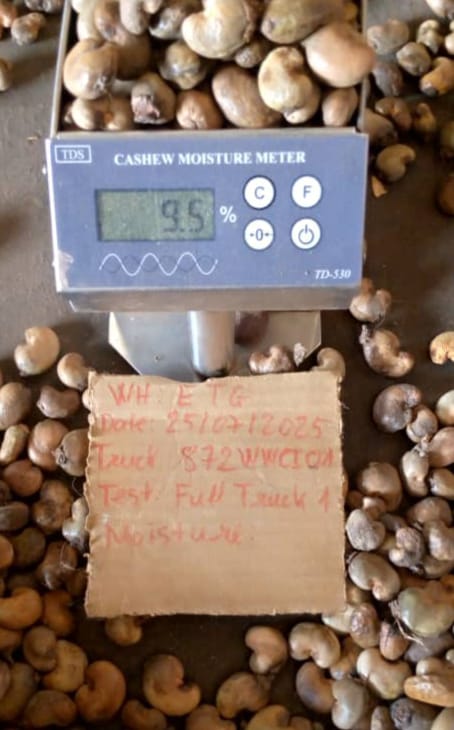 TDS
CASHEW MOISTURE METER
9.5 %
C
F
→0←
TD-530
WH: ETG
Date: 25/07/2025
Truck 872WWCI01
Test: Full Truck 1
Moisture.